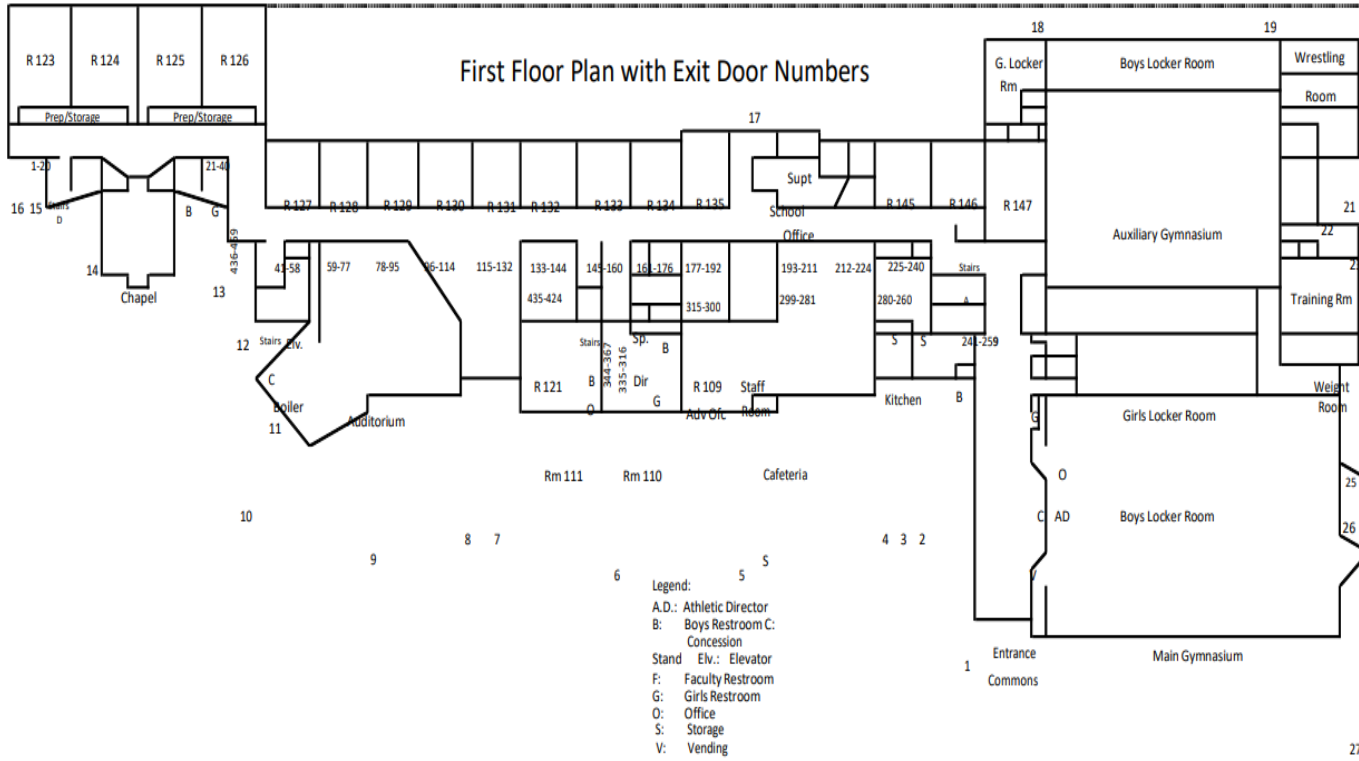 18 19
R 123 R 124 R 125 R 126 First Floor Plan with Exit Door Numbers G. Locker Boys Locker Room Wrestling
Rm Room
Prep/Storage Prep/Storage 17
1-20 21-40 Supt
16 15 Stairs B G R 127 R 128 R 129 R 130 R 131 R 132 R 133 R 134 R 135 School R 145 R 146 R 147 21
D Office Auxiliary Gymnasium 22
436-459
14 41-58 59-77 78-95 96-114 115-132 133-144 145-160 161-176 177-192 193-211 212-224 225-240 Stairs
Chapel 13 435-424 315-300 299-281 280-260 A Training Rm
12 Stairs Elv. Stairs 344-367 335-316 Sp. B S S
C R 121 B Dir R 109 Staff Kitchen B Weight
Boiler O G Adv Ofc Room Room
11 Auditorium G Girls Locker Room
Rm 111 Rm 110 Cafeteria O 25
10 C AD Boys Locker Room 26
8 7 4 3 2
9 S
6 5 V
Legend:
A.D.: Athletic Director
B: Boys Restroom C:
Concession
Stand Elv.: Elevator
F: Faculty Restroom
G: Girls Restroom
O: Office
S: Storage
V: Vending
1 Entrance
Commons
Main Gymnasium
27